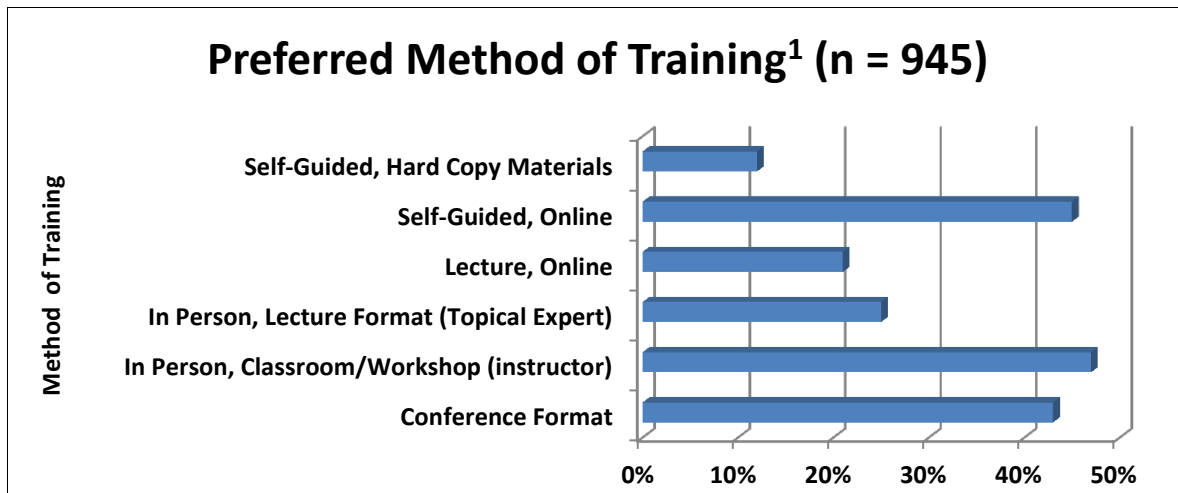 Preferred Method of Training¹ (n = 945)
Method of Training
Self-Guided, Hard Copy Materials
Self-Guided, Online
Lecture, Online
In Person, Lecture Format (Topical Expert)
In Person, Classroom/Workshop (instructor)
Conference Format
0% 10% 20% 30% 40% 50%